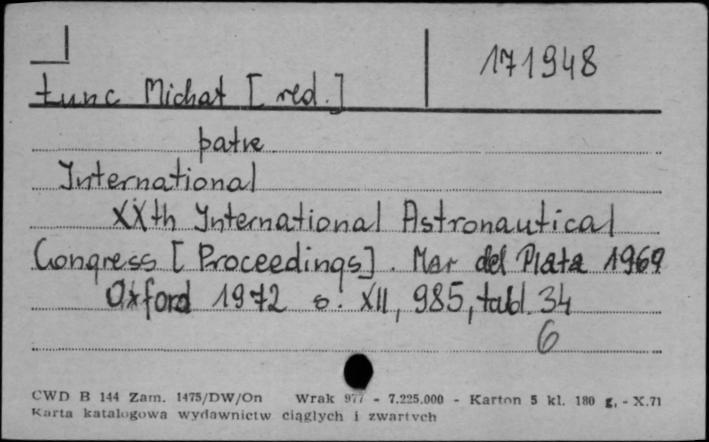 171948
Łunc Michał [red.]
patrz
International
XXth International Astronautical
Congress [Proceedings]. Mar del Plata 1969
Oxford 1972 s. XII, 985, tabl. 34
6
CWD B 144 Zam. 1475/DW/On Wrak 977 - 7.225.000 - Karton 5 kl. 180 g, - X.71
Karta katalogowa wydawnictw ciągłych i zwartych